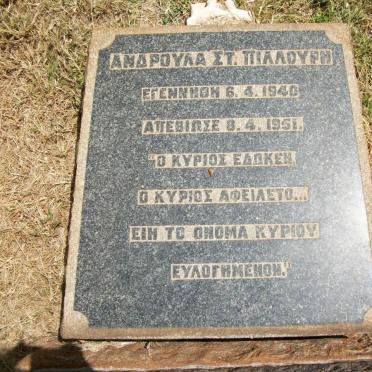 ΑΝΔΡΟΥΛΑ ΣΤ. ΠΙΛΛΟΥΡΗ
ΕΓΕΝΝΗΘΗ 6. 4. 1940
ΑΠΕΒΙΩΣΕ 8. 4. 1951.
"Ο ΚΥΡΙΟΣ ΕΔΩΚΕΝ,
Ο ΚΥΡΙΟΣ ΑΦΕΙΛΕΤΟ...
ΕΙΗ ΤΟ ΟΝΟΜΑ ΚΥΡΙΟΥ
ΕΥΛΟΓΗΜΕΝΟΝ."